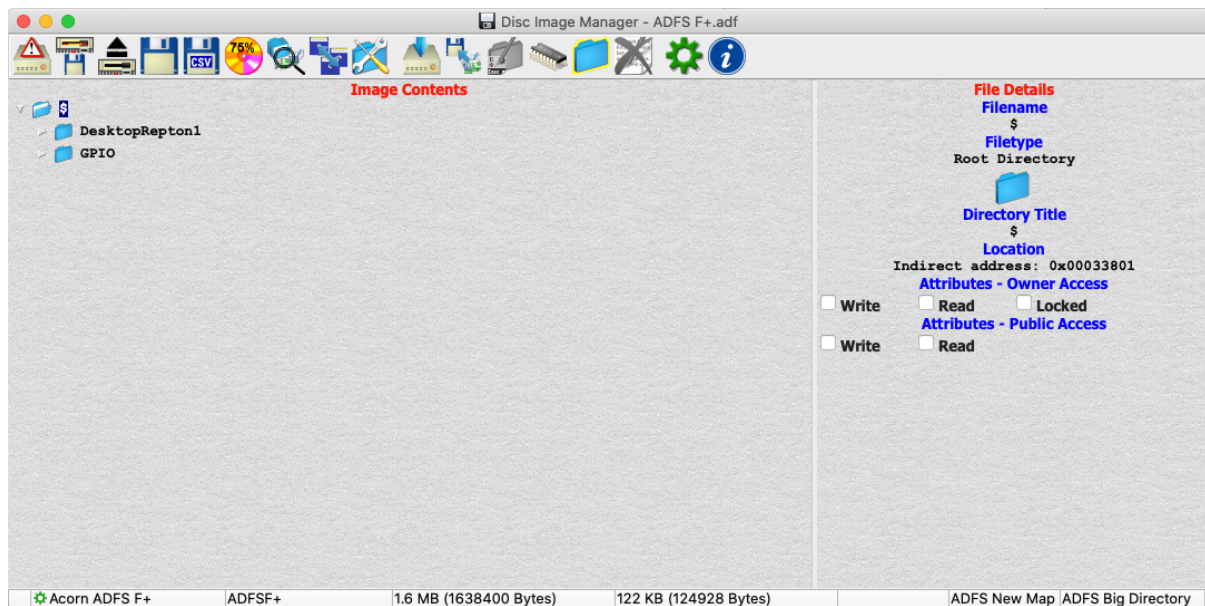 Disc Image Manager - ADFS F+.adf
75%
CSV
Image Contents
$
DesktopRepton1
GPIO
File Details
Filename
$
Filetype
Root Directory
Directory Title
$
Location
Indirect address: 0x00033801
Attributes - Owner Access
Write Read Locked
Attributes - Public Access
Write Read
Acorn ADFS F+ ADFSF+ 1.6 MB (1638400 Bytes) 122 KB (124928 Bytes) ADFS New Map ADFS Big Directory